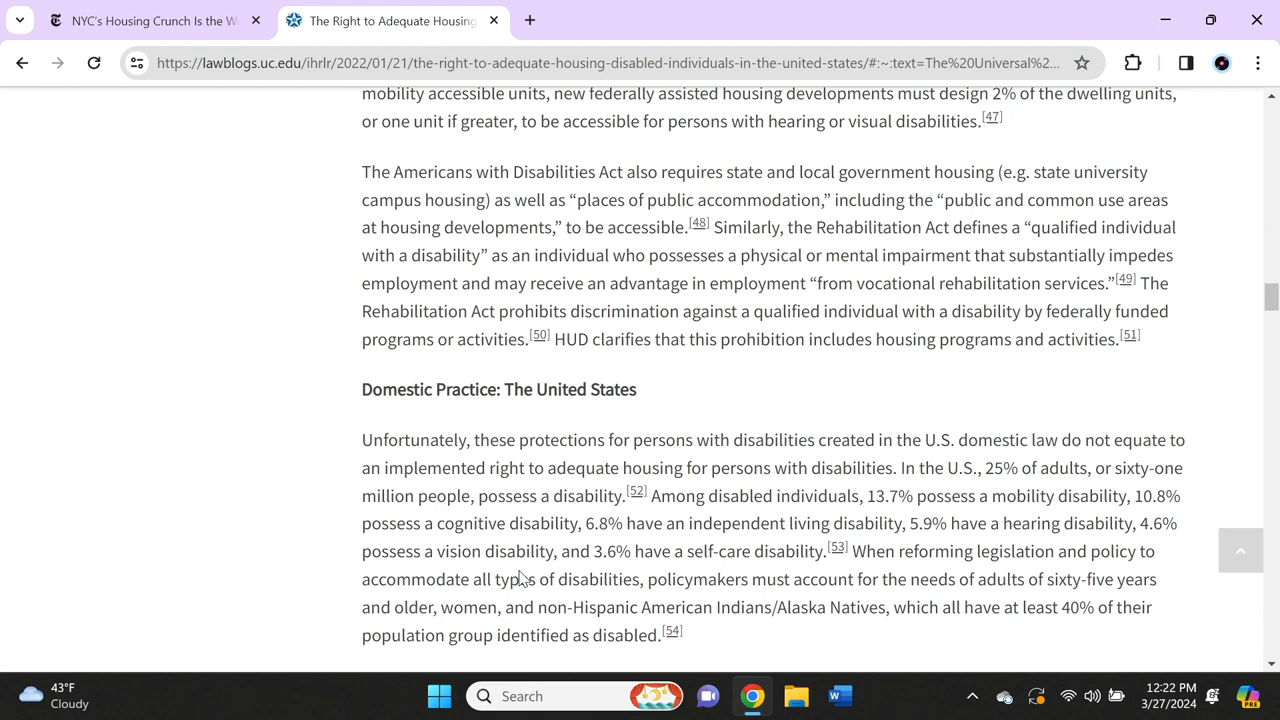 NYC's Housing Crunch Is the W
The Right to Adequate Housing
https://lawblogs.uc.edu/ihrlr/2022/01/21/the-right-to-adequate-housing-disabled-individuals-in-the-united-states/#:~:text=The%20Universal%2...
mobility accessible units, new federally assisted housing developments must design 2% of the dwelling units,
or one unit if greater, to be accessible for persons with hearing or visual disabilities.[47]
The Americans with Disabilities Act also requires state and local government housing (e.g. state university
campus housing) as well as “places of public accommodation,” including the “public and common use areas
at housing developments,” to be accessible.[48] Similarly, the Rehabilitation Act defines a “qualified individual
with a disability” as an individual who possesses a physical or mental impairment that substantially impedes
employment and may receive an advantage in employment “from vocational rehabilitation services.”[49] The
Rehabilitation Act prohibits discrimination against a qualified individual with a disability by federally funded
programs or activities.[50] HUD clarifies that this prohibition includes housing programs and activities.[51]
Domestic Practice: The United States
Unfortunately, these protections for persons with disabilities created in the U.S. domestic law do not equate to
an implemented right to adequate housing for persons with disabilities. In the U.S., 25% of adults, or sixty-one
million people, possess a disability.[52] Among disabled individuals, 13.7% possess a mobility disability, 10.8%
possess a cognitive disability, 6.8% have an independent living disability, 5.9% have a hearing disability, 4.6%
possess a vision disability, and 3.6% have a self-care disability.[53] When reforming legislation and policy to
accommodate all types of disabilities, policymakers must account for the needs of adults of sixty-five years
and older, women, and non-Hispanic American Indians/Alaska Natives, which all have at least 40% of their
population group identified as disabled.[54]
43°F
Cloudy
Search
12:22 PM
3/27/2024
PRE